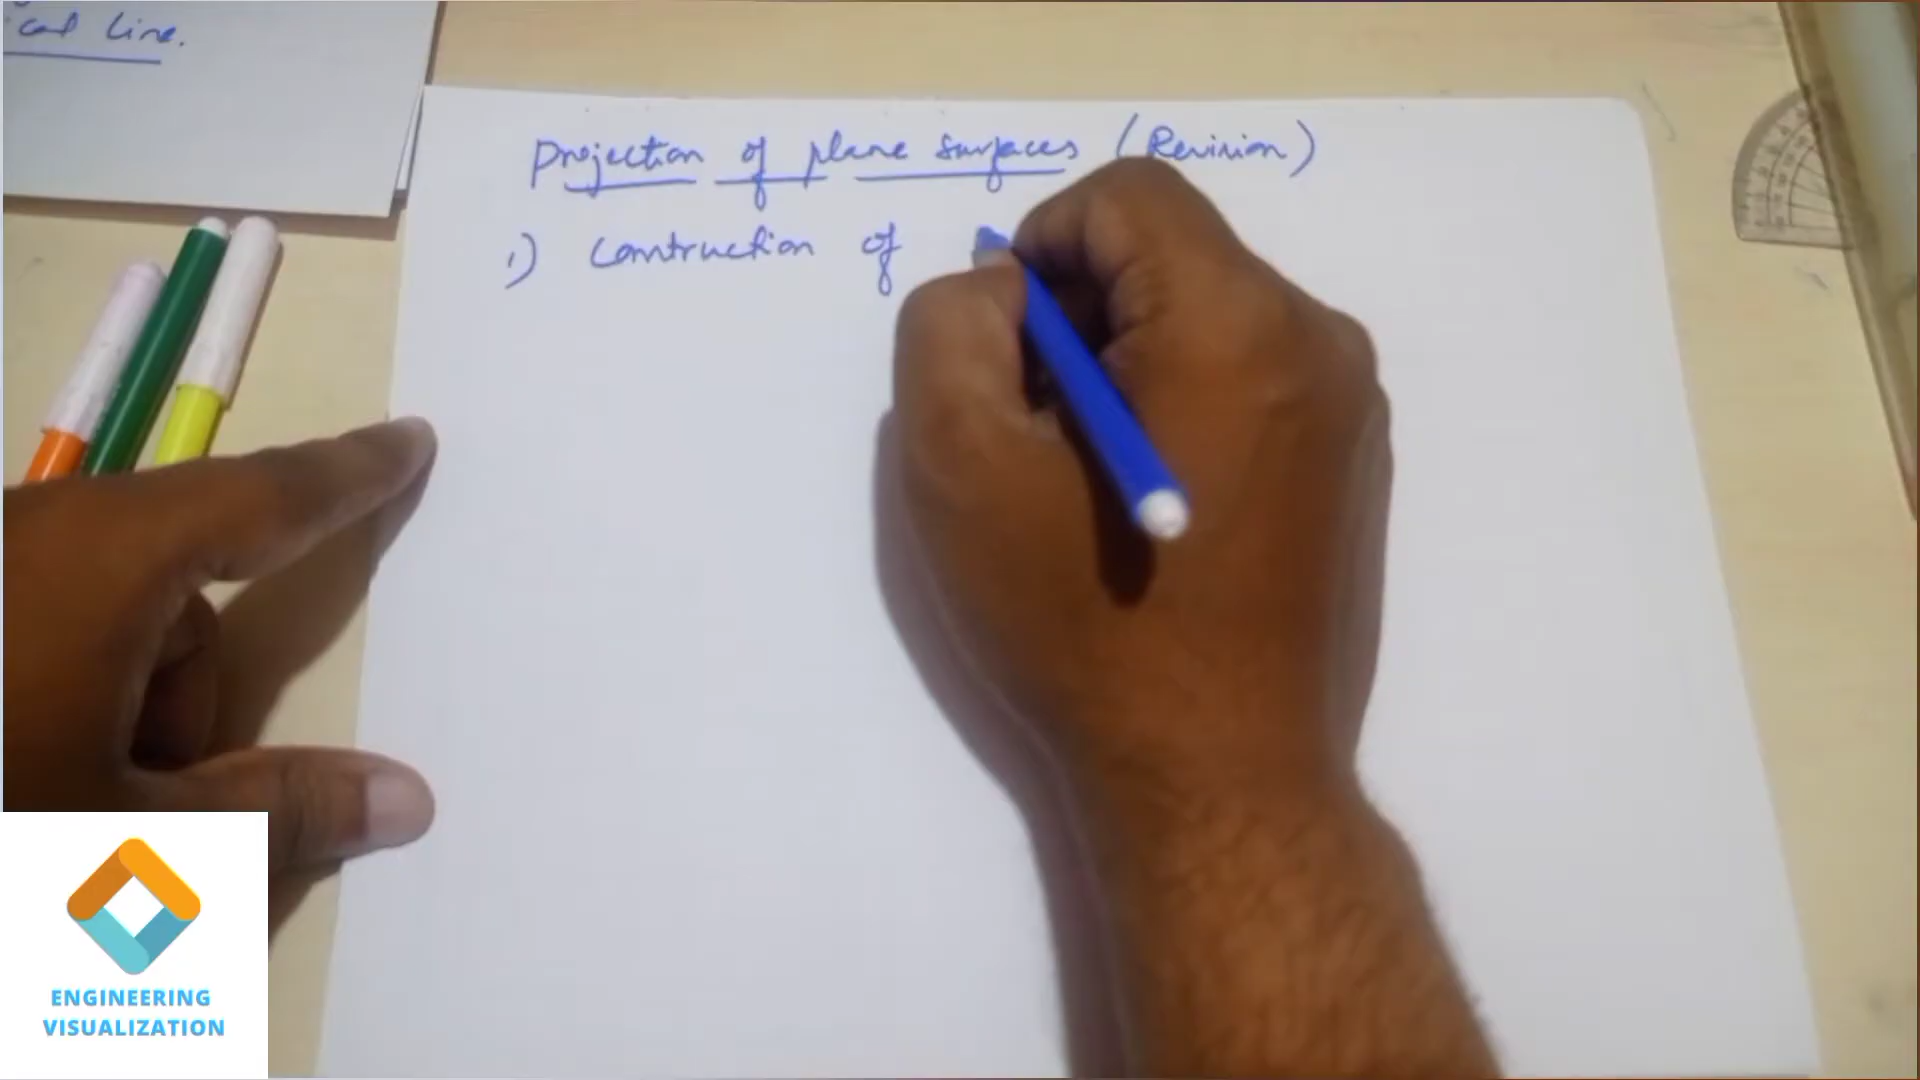 cal Line.
Projection of plane surfaces (Revision)
1) Construction of
ENGINEERING
VISUALIZATION